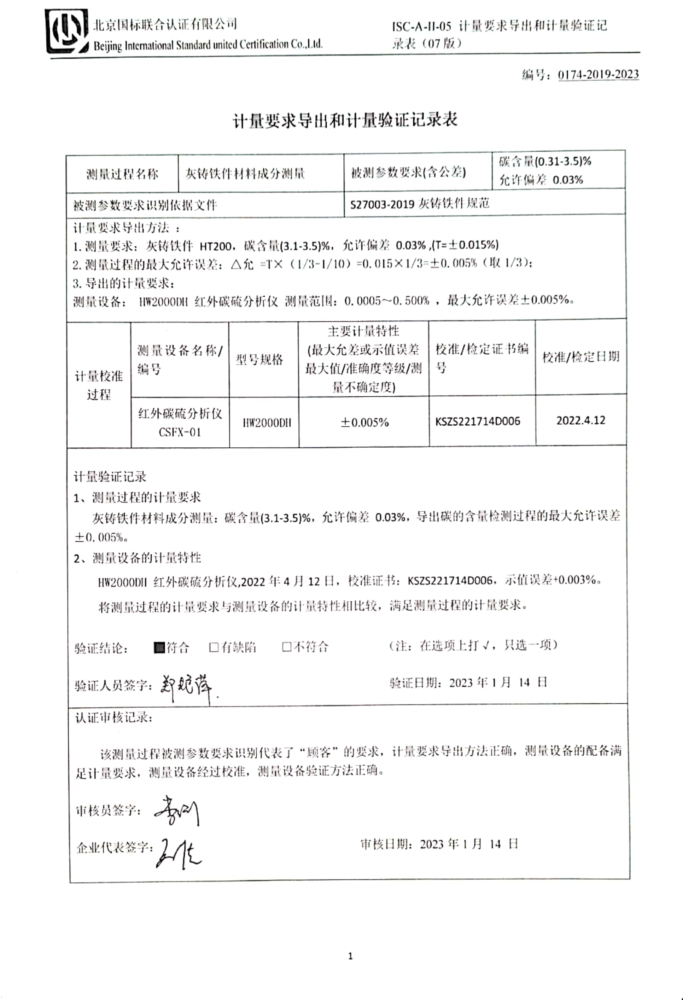 北京国标联合认证有限公司
Beijing International Standard united Certification Co.,Ltd.
ISC-A-II-05 计量要求导出和计量验证记
录表（07版）
编号：0174-2019-2023
计量要求导出和计量验证记录表
测量过程名称
灰铸铁件材料成分测量
被测参数要求(含公差)
碳含量(0.31-3.5)%
允许偏差 0.03%
被测参数要求识别依据文件
S27003-2019 灰铸铁件规范
计量要求导出方法 ：
1. 测量要求：灰铸铁件 HT200，碳含量(3.1-3.5)%，允许偏差 0.03% ,(T=±0.015%)
2. 测量过程的最大允许误差：△允 =T×（1/3-1/10）=0.015×1/3=±0.005%（取 1/3）;
3. 导出的计量要求：
测量设备： HW2000DH 红外碳硫分析仪 测量范围：0.0005～0.500% ，最大允许误差±0.005%。
计量校准
过程
测量设备名称/
编号
型号规格
主要计量特性
(最大允差或示值误差
最大值/准确度等级/测
量不确定度)
校准/检定证书编
号
校准/检定日期
红外碳硫分析仪
CSFX-01
HW2000DH
±0.005%
KSZS221714D006
2022.4.12
计量验证记录
1、测量过程的计量要求
灰铸铁件材料成分测量：碳含量(3.1-3.5)%，允许偏差 0.03%，导出碳的含量检测过程的最大允许误差
±0.005%。
2、测量设备的计量特性
HW2000DH 红外碳硫分析仪,2022 年 4 月 12 日，校准证书：KSZS221714D006，示值误差+0.003%。
将测量过程的计量要求与测量设备的计量特性相比较，满足测量过程的计量要求。
验证结论： ■符合 □有缺陷 □不符合 （注：在选项上打√，只选一项）
验证人员签字：
验证日期：2023 年 1 月 14 日
认证审核记录：
该测量过程被测参数要求识别代表了“顾客”的要求，计量要求导出方法正确，测量设备的配备满
足计量要求，测量设备经过校准，测量设备验证方法正确。
审核员签字：
企业代表签字：
审核日期：2023 年 1 月 14 日
1